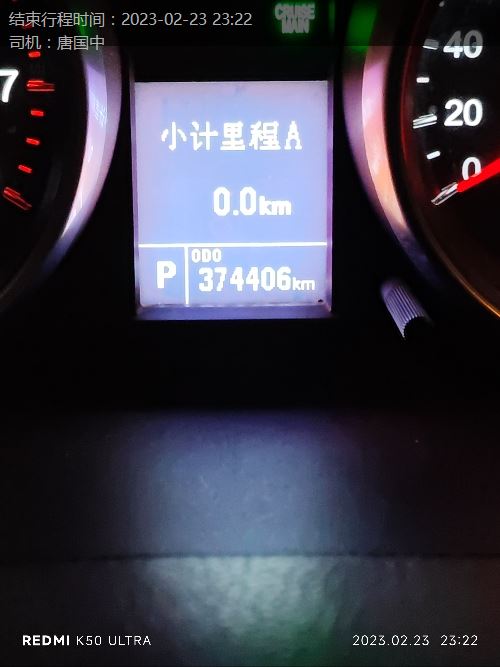 结束行程时间：2023-02-23 23:22
司机：唐国中
CRUISE
MAIN
40
20
0
7
小计里程A
0.0km
ODO
P 374406km
REDMI K50 ULTRA
2023.02.23 23:22